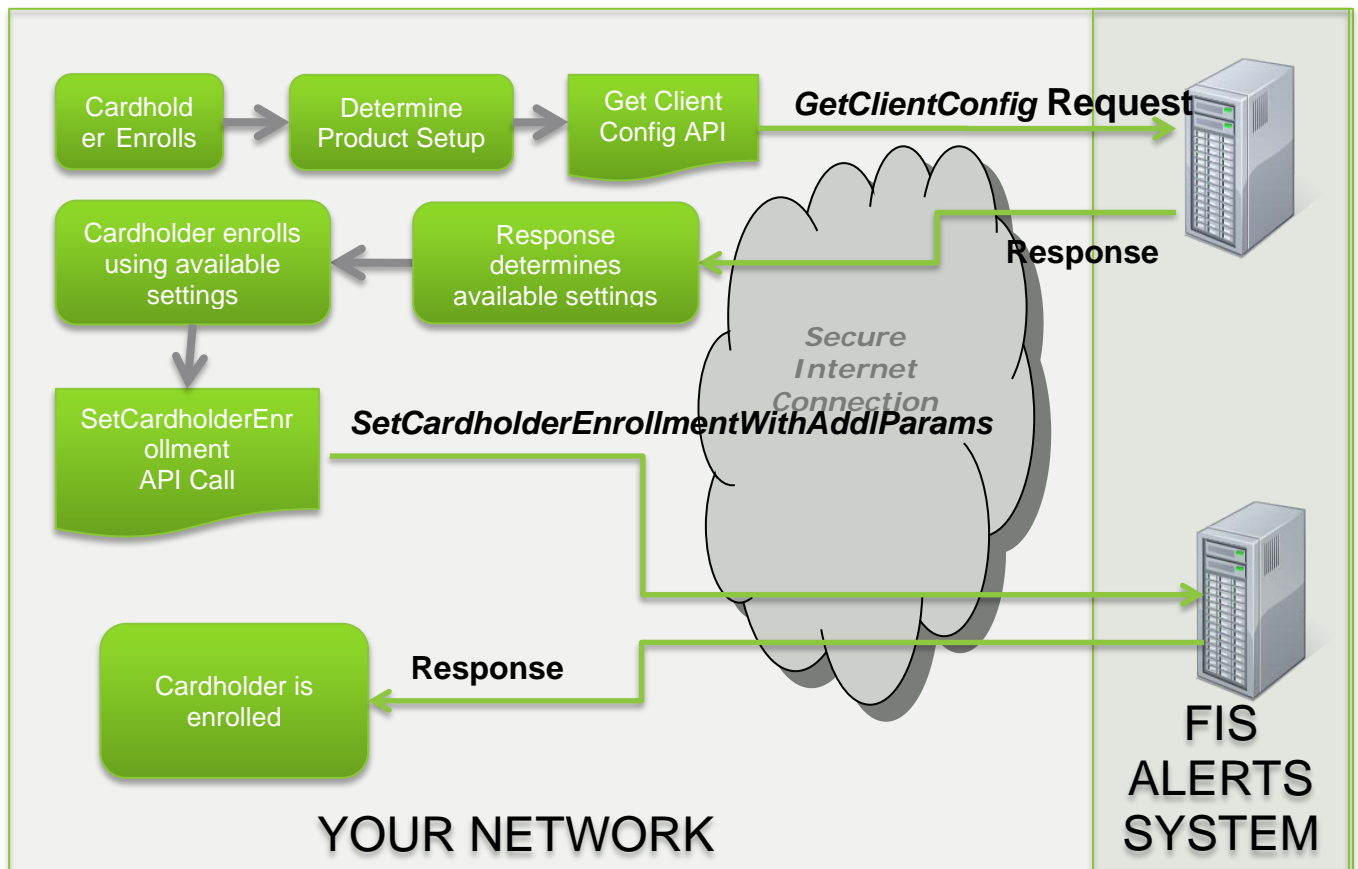 Cardhold
er Enrolls
Determine
Product Setup
Get Client
Config API
GetClientConfig Request
Cardholder enrolls
using available
settings
Response
determines
available settings
Response
Secure
Internet
Connection
SetCardholderEnr
ollment
API Call
SetCardholderEnrollmentWithAddlParams
Cardholder is
enrolled
Response
YOUR NETWORK
FIS
ALERTS
SYSTEM